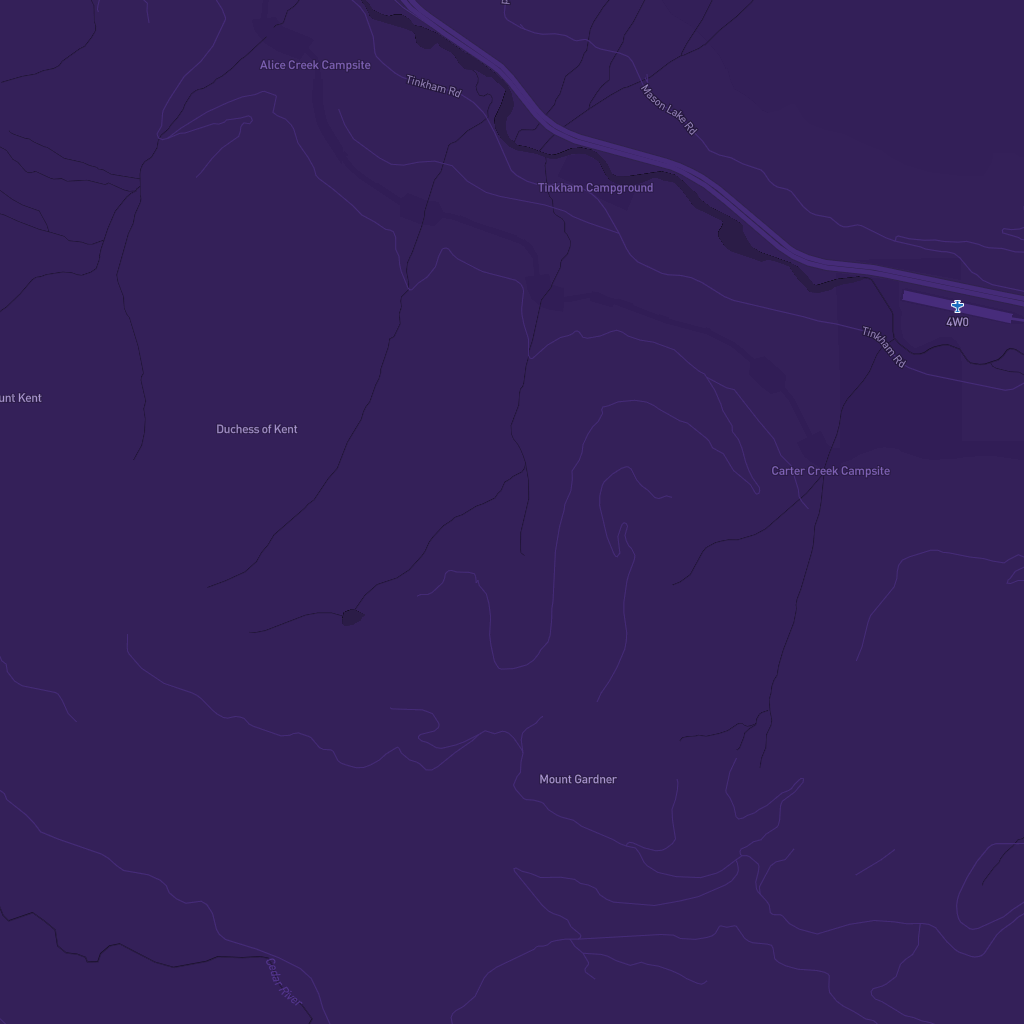 Alice Creek Campsite
Tinkham Rd
Mason Lake Rd
Tinkham Campground
4W0
Tinkham Rd
unt Kent
Duchess of Kent
Carter Creek Campsite
Mount Gardner
Cedar River